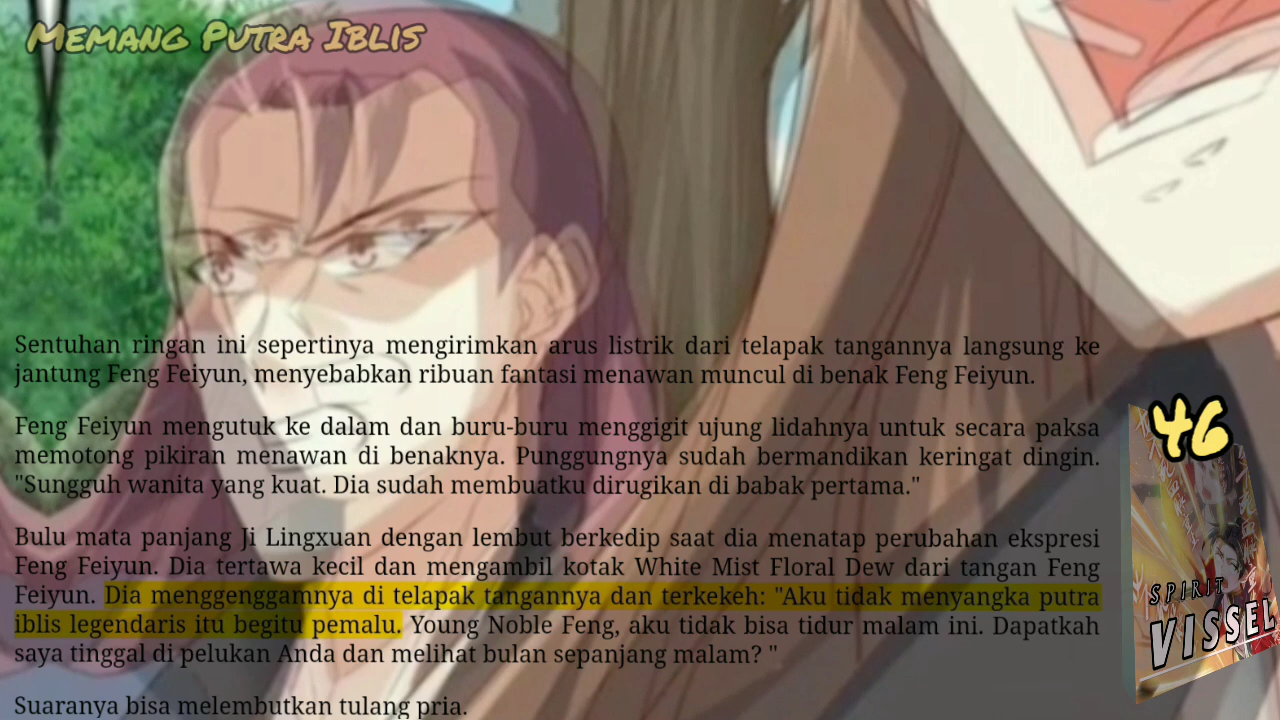 Memang Putra Iblis
Sentuhan ringan ini sepertinya mengirimkan arus listrik dari telapak tangannya langsung ke
jantung Feng Feiyun, menyebabkan ribuan fantasi menawan muncul di benak Feng Feiyun.
Feng Feiyun mengutuk ke dalam dan buru-buru menggigit ujung lidahnya untuk secara paksa
memotong pikiran menawan di benaknya. Punggungnya sudah bermandikan keringat dingin.
"Sungguh wanita yang kuat. Dia sudah membuatku dirugikan di babak pertama."
Bulu mata panjang Ji Lingxuan dengan lembut berkedip saat dia menatap perubahan ekspresi
Feng Feiyun. Dia tertawa kecil dan mengambil kotak White Mist Floral Dew dari tangan Feng
Feiyun. Dia menggenggamnya di telapak tangannya dan terkekeh: "Aku tidak menyangka putra
iblis legendaris itu begitu pemalu. Young Noble Feng, aku tidak bisa tidur malam ini. Dapatkah
saya tinggal di pelukan Anda dan melihat bulan sepanjang malam? "
Suaranya bisa melembutkan tulang pria.
46
SPIRIT
VISSEL